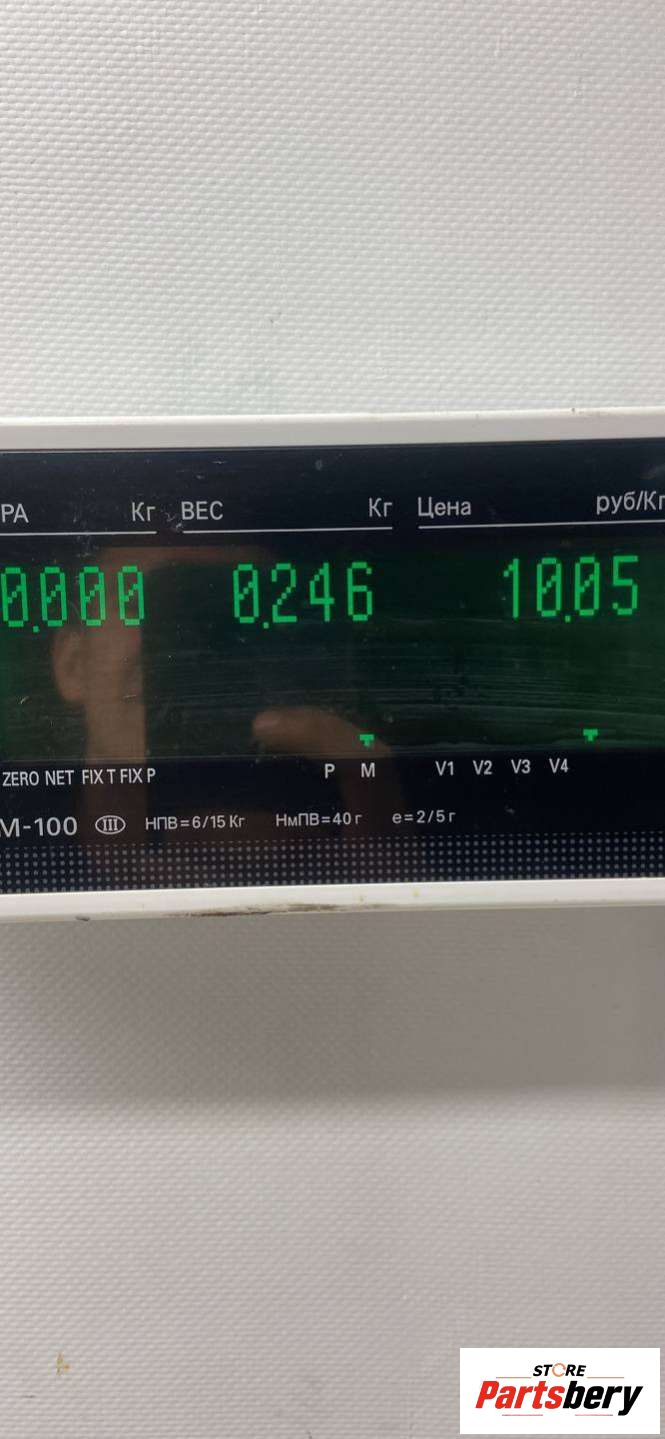 РА Кг ВЕС Кг Цена руб/Кг
0.000 0.246 10.05
ZERO NET FIX T FIX P P M V1 V2 V3 V4
М-100 III НПВ=6/15 Кг НмПВ=40 г e=2/5 г
STORE
Partsbery